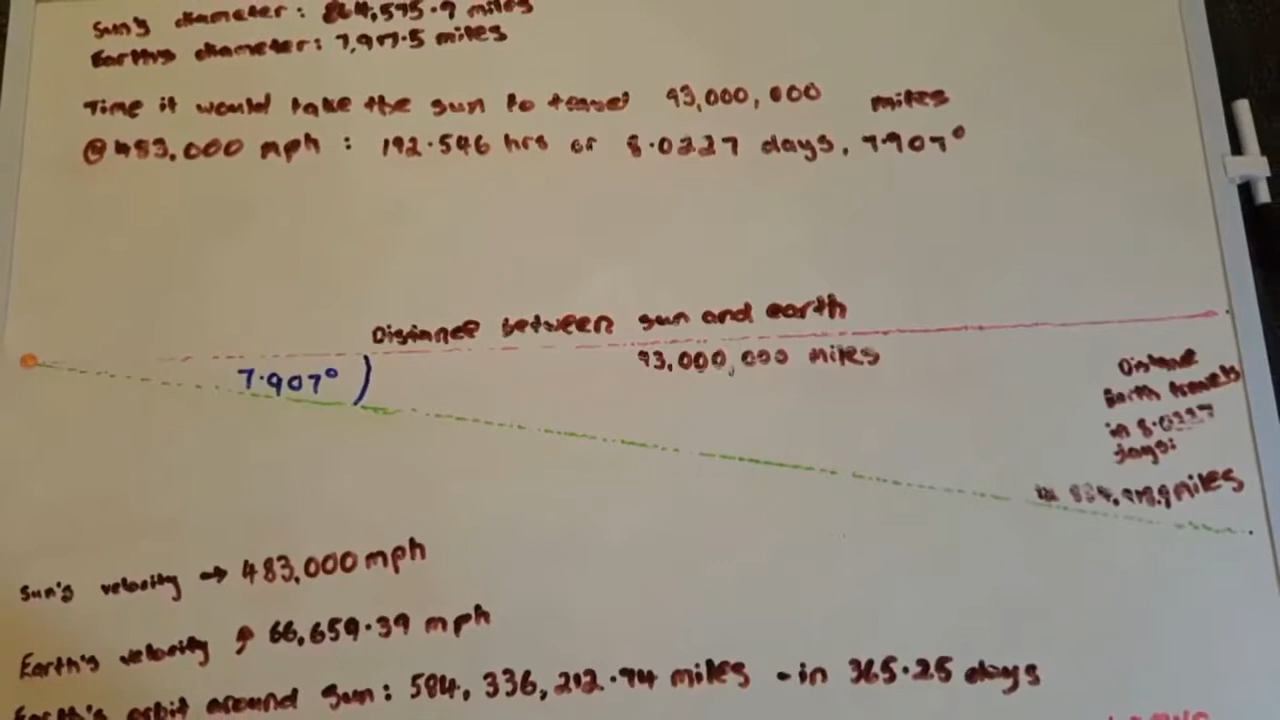 Sun's diameter: 864,575.9 miles
Earth's diameter: 7,917.5 miles
Time it would take the sun to travel 93,000,000 miles
@ 483,000 mph : 192.546 hrs or 8.0227 days, 7.907°
Distance between sun and earth
93,000,000 miles
7.907°
Distance
Earth travels
in 8.0227
days:
miles
Sun's velocity → 483,000 mph
Earth's velocity 66,659.39 mph
Earth's orbit around Sun: 584, 336, 212.94 miles - in 365.25 days